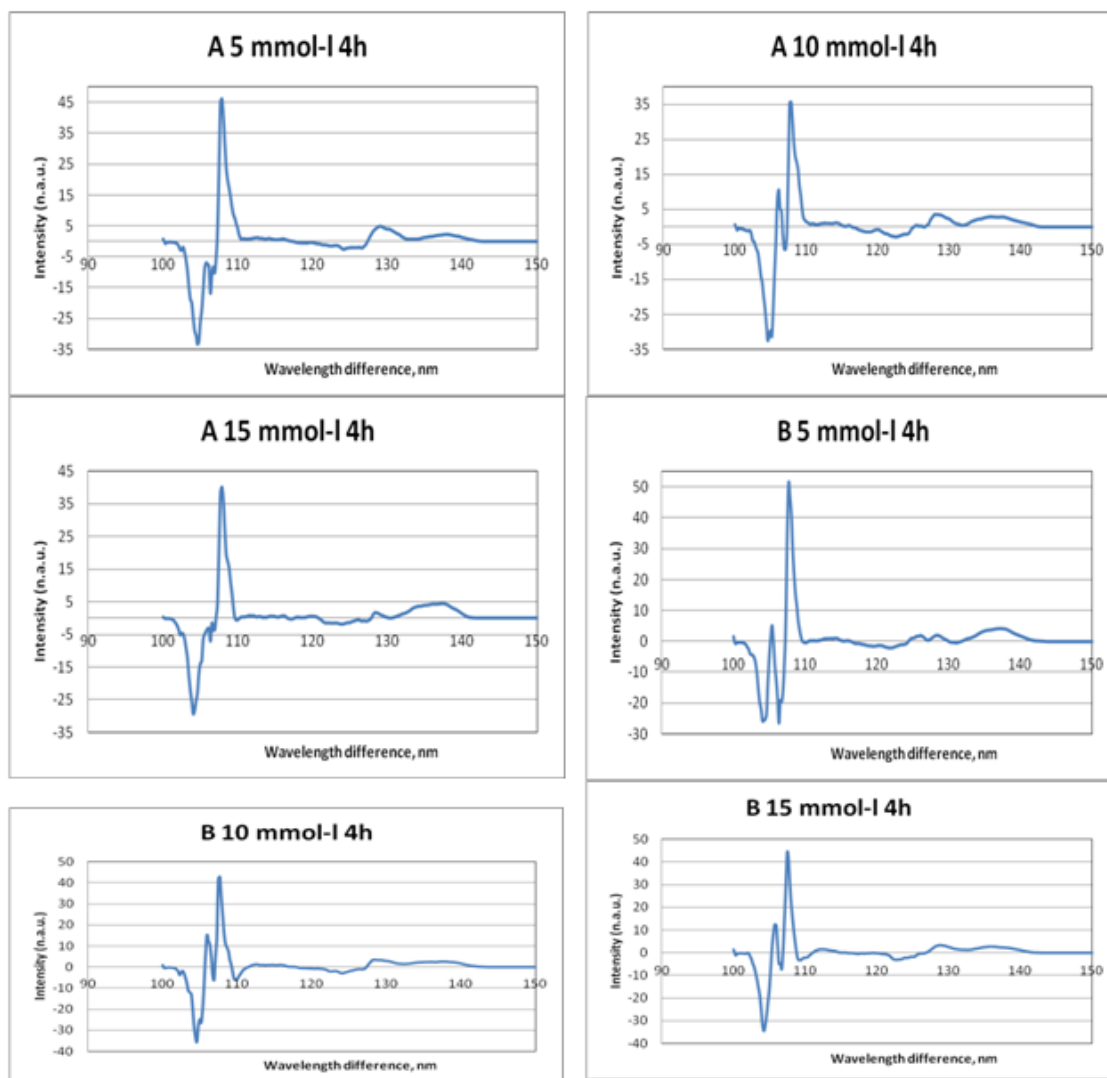 A 5 mmol-l 4h
Intensity (n.a.u.)
45
35
25
15
5
-5
-15
-25
-35
90 100 110 120 130 140 150
Wavelength difference, nm
A 10 mmol-l 4h
Intensity (n.a.u.)
35
25
15
5
-5
-15
-25
-35
90 100 110 120 130 140 150
Wavelength difference, nm
A 15 mmol-l 4h
Intensity (n.a.u.)
45
35
25
15
5
-5
-15
-25
-35
90 100 110 120 130 140 150
Wavelength difference, nm
B 5 mmol-l 4h
Intensity (n.a.u.)
50
40
30
20
10
0
-10
-20
-30
90 100 110 120 130 140 150
Wavelength difference, nm
B 10 mmol-l 4h
Intensity (n.a.u.)
50
40
30
20
10
0
-10
-20
-30
-40
90 100 110 120 130 140 150
Wavelength difference, nm
B 15 mmol-l 4h
Intensity (n.a.u.)
50
40
30
20
10
0
-10
-20
-30
-40
90 100 110 120 130 140 150
Wavelength difference, nm